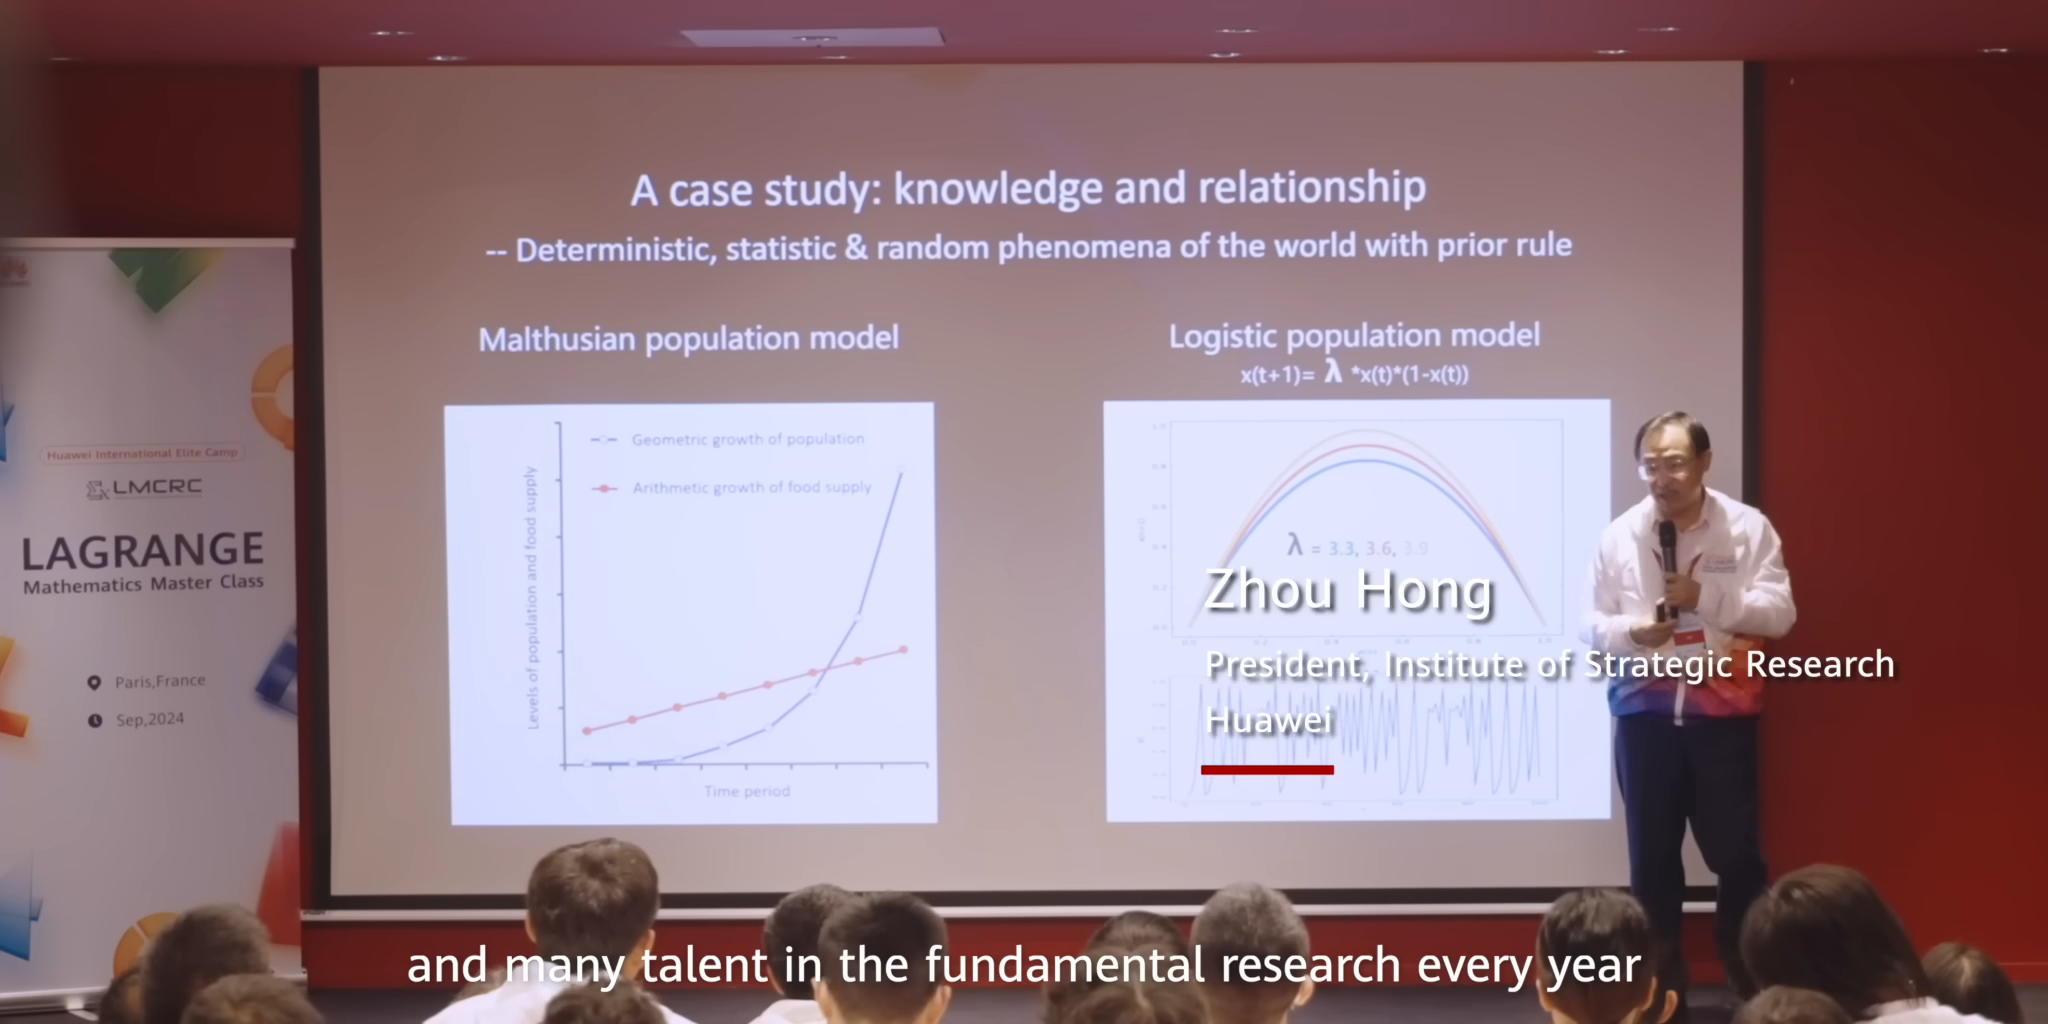 A case study: knowledge and relationship
-- Deterministic, statistic & random phenomena of the world with prior rule
Malthusian population model
Levels of population and food supply
Geometric growth of population
Arithmetic growth of food supply
Time period
Logistic population model
x(t+1)= λ *x(t)*(1-x(t))
λ = 3.3, 3.6, 3.9
Huawei International Elite Camp
LMCRC
LAGRANGE
Mathematics Master Class
Paris,France
Sep,2024
Zhou Hong
President, Institute of Strategic Research
Huawei
and many talent in the fundamental research every year